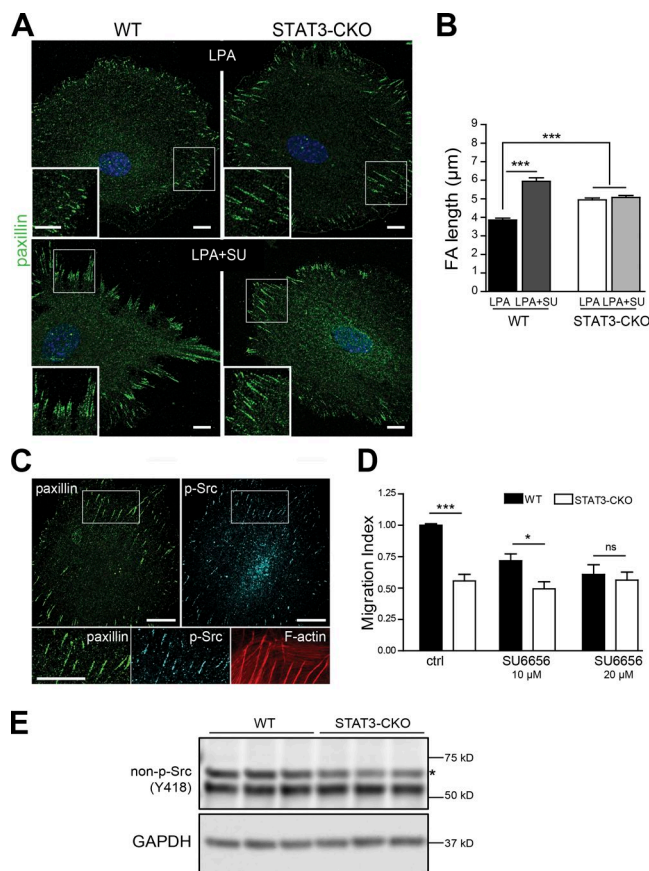 A
WT
STAT3-CKO
LPA
LPA+SU
paxillin
B
FA length (µm)
9
8
7
6
5
4
3
2
1
0
***
***
LPA LPA+SU
LPA LPA+SU
WT
STAT3-CKO
C
paxillin
p-Src
paxillin
p-Src
F-actin
D
WT
STAT3-CKO
Migration Index
1.25
1.00
0.75
0.50
0.25
0.00
***
*
ns
ctrl
SU6656
10 µM
SU6656
20 µM
E
WT
STAT3-CKO
non-p-Src
(Y418)
75 kD
*
50 kD
GAPDH
37 kD